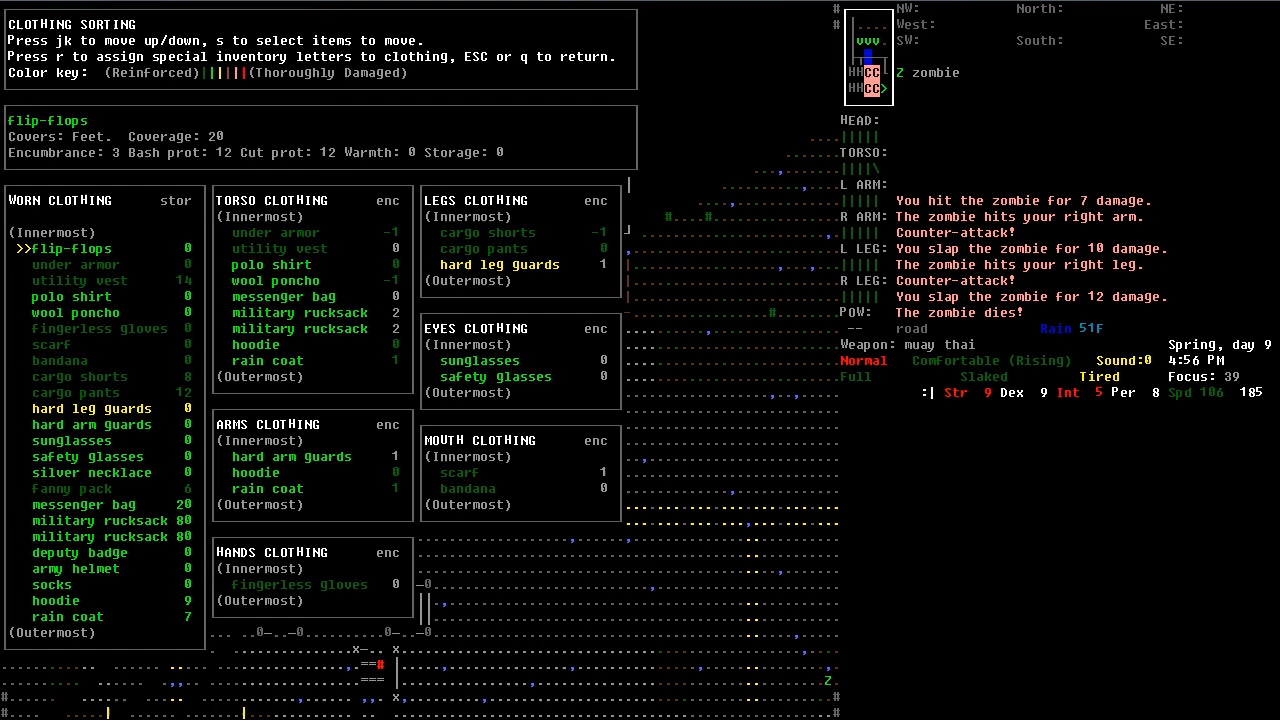 CLOTHING SORTING
Press jk to move up/down, s to select items to move.
Press r to assign special inventory letters to clothing, ESC or q to return.
Color key:  (Reinforced)||||||(Thoroughly Damaged)
flip-flops
Covers: Feet.  Coverage: 20
Encumbrance: 3 Bash prot: 12 Cut prot: 12 Warmth: 0 Storage: 0
WORN CLOTHING stor
(Innermost)
>>flip-flops 0
under armor 0
utility vest 14
polo shirt 0
wool poncho 0
fingerless gloves 0
scarf 0
bandana 0
cargo shorts 8
cargo pants 12
hard leg guards 0
hard arm guards 0
sunglasses 0
safety glasses 0
silver necklace 0
fanny pack 6
messenger bag 20
military rucksack 80
military rucksack 80
deputy badge 0
army helmet 0
socks 0
hoodie 9
rain coat 7
(Outermost)
TORSO CLOTHING enc
(Innermost)
under armor -1
utility vest 0
polo shirt 0
wool poncho -1
messenger bag 0
military rucksack 2
military rucksack 2
hoodie 0
rain coat 1
(Outermost)
ARMS CLOTHING enc
(Innermost)
hard arm guards 1
hoodie 0
rain coat 1
(Outermost)
HANDS CLOTHING enc
(Innermost)
fingerless gloves 0
(Outermost)
LEGS CLOTHING enc
(Innermost)
cargo shorts -1
cargo pants 0
hard leg guards 1
(Outermost)
EYES CLOTHING enc
(Innermost)
sunglasses 0
safety glasses 0
(Outermost)
MOUTH CLOTHING enc
(Innermost)
scarf 1
bandana 0
(Outermost)
NW: North: NE:
West: East:
SW: South: SE:
Z zombie
HEAD:
TORSO:
L ARM:
R ARM:
L LEG:
R LEG:
POW:
--
You hit the zombie for 7 damage.
The zombie hits your right arm.
Counter-attack!
You slap the zombie for 10 damage.
The zombie hits your right leg.
Counter-attack!
You slap the zombie for 12 damage.
The zombie dies!
road Rain 51F
Weapon: muay thai Spring, day 9
Normal Comfortable (Rising) Sound:0 4:56 PM
Full Slaked Tired Focus: 39
:| Str 9 Dex 9 Int 5 Per 8 Spd 106 185